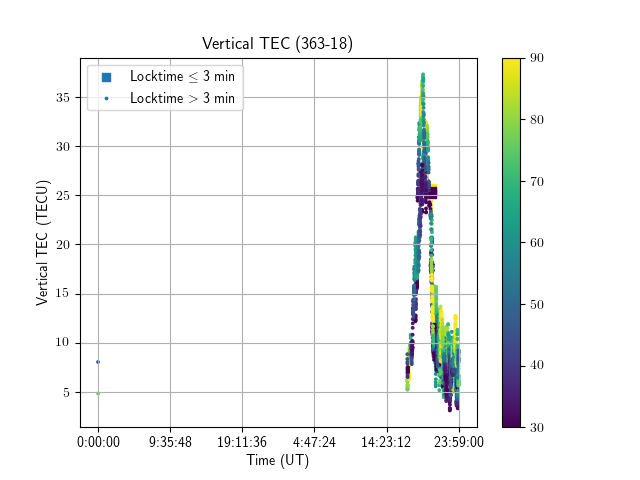 Vertical TEC (363-18)
Locktime ≤ 3 min
Locktime > 3 min
Vertical TEC (TECU)
35
30
25
20
15
10
5
0:00:00 9:35:48 19:11:36 4:47:24 14:23:12 23:59:00
Time (UT)
90
80
70
60
50
40
30